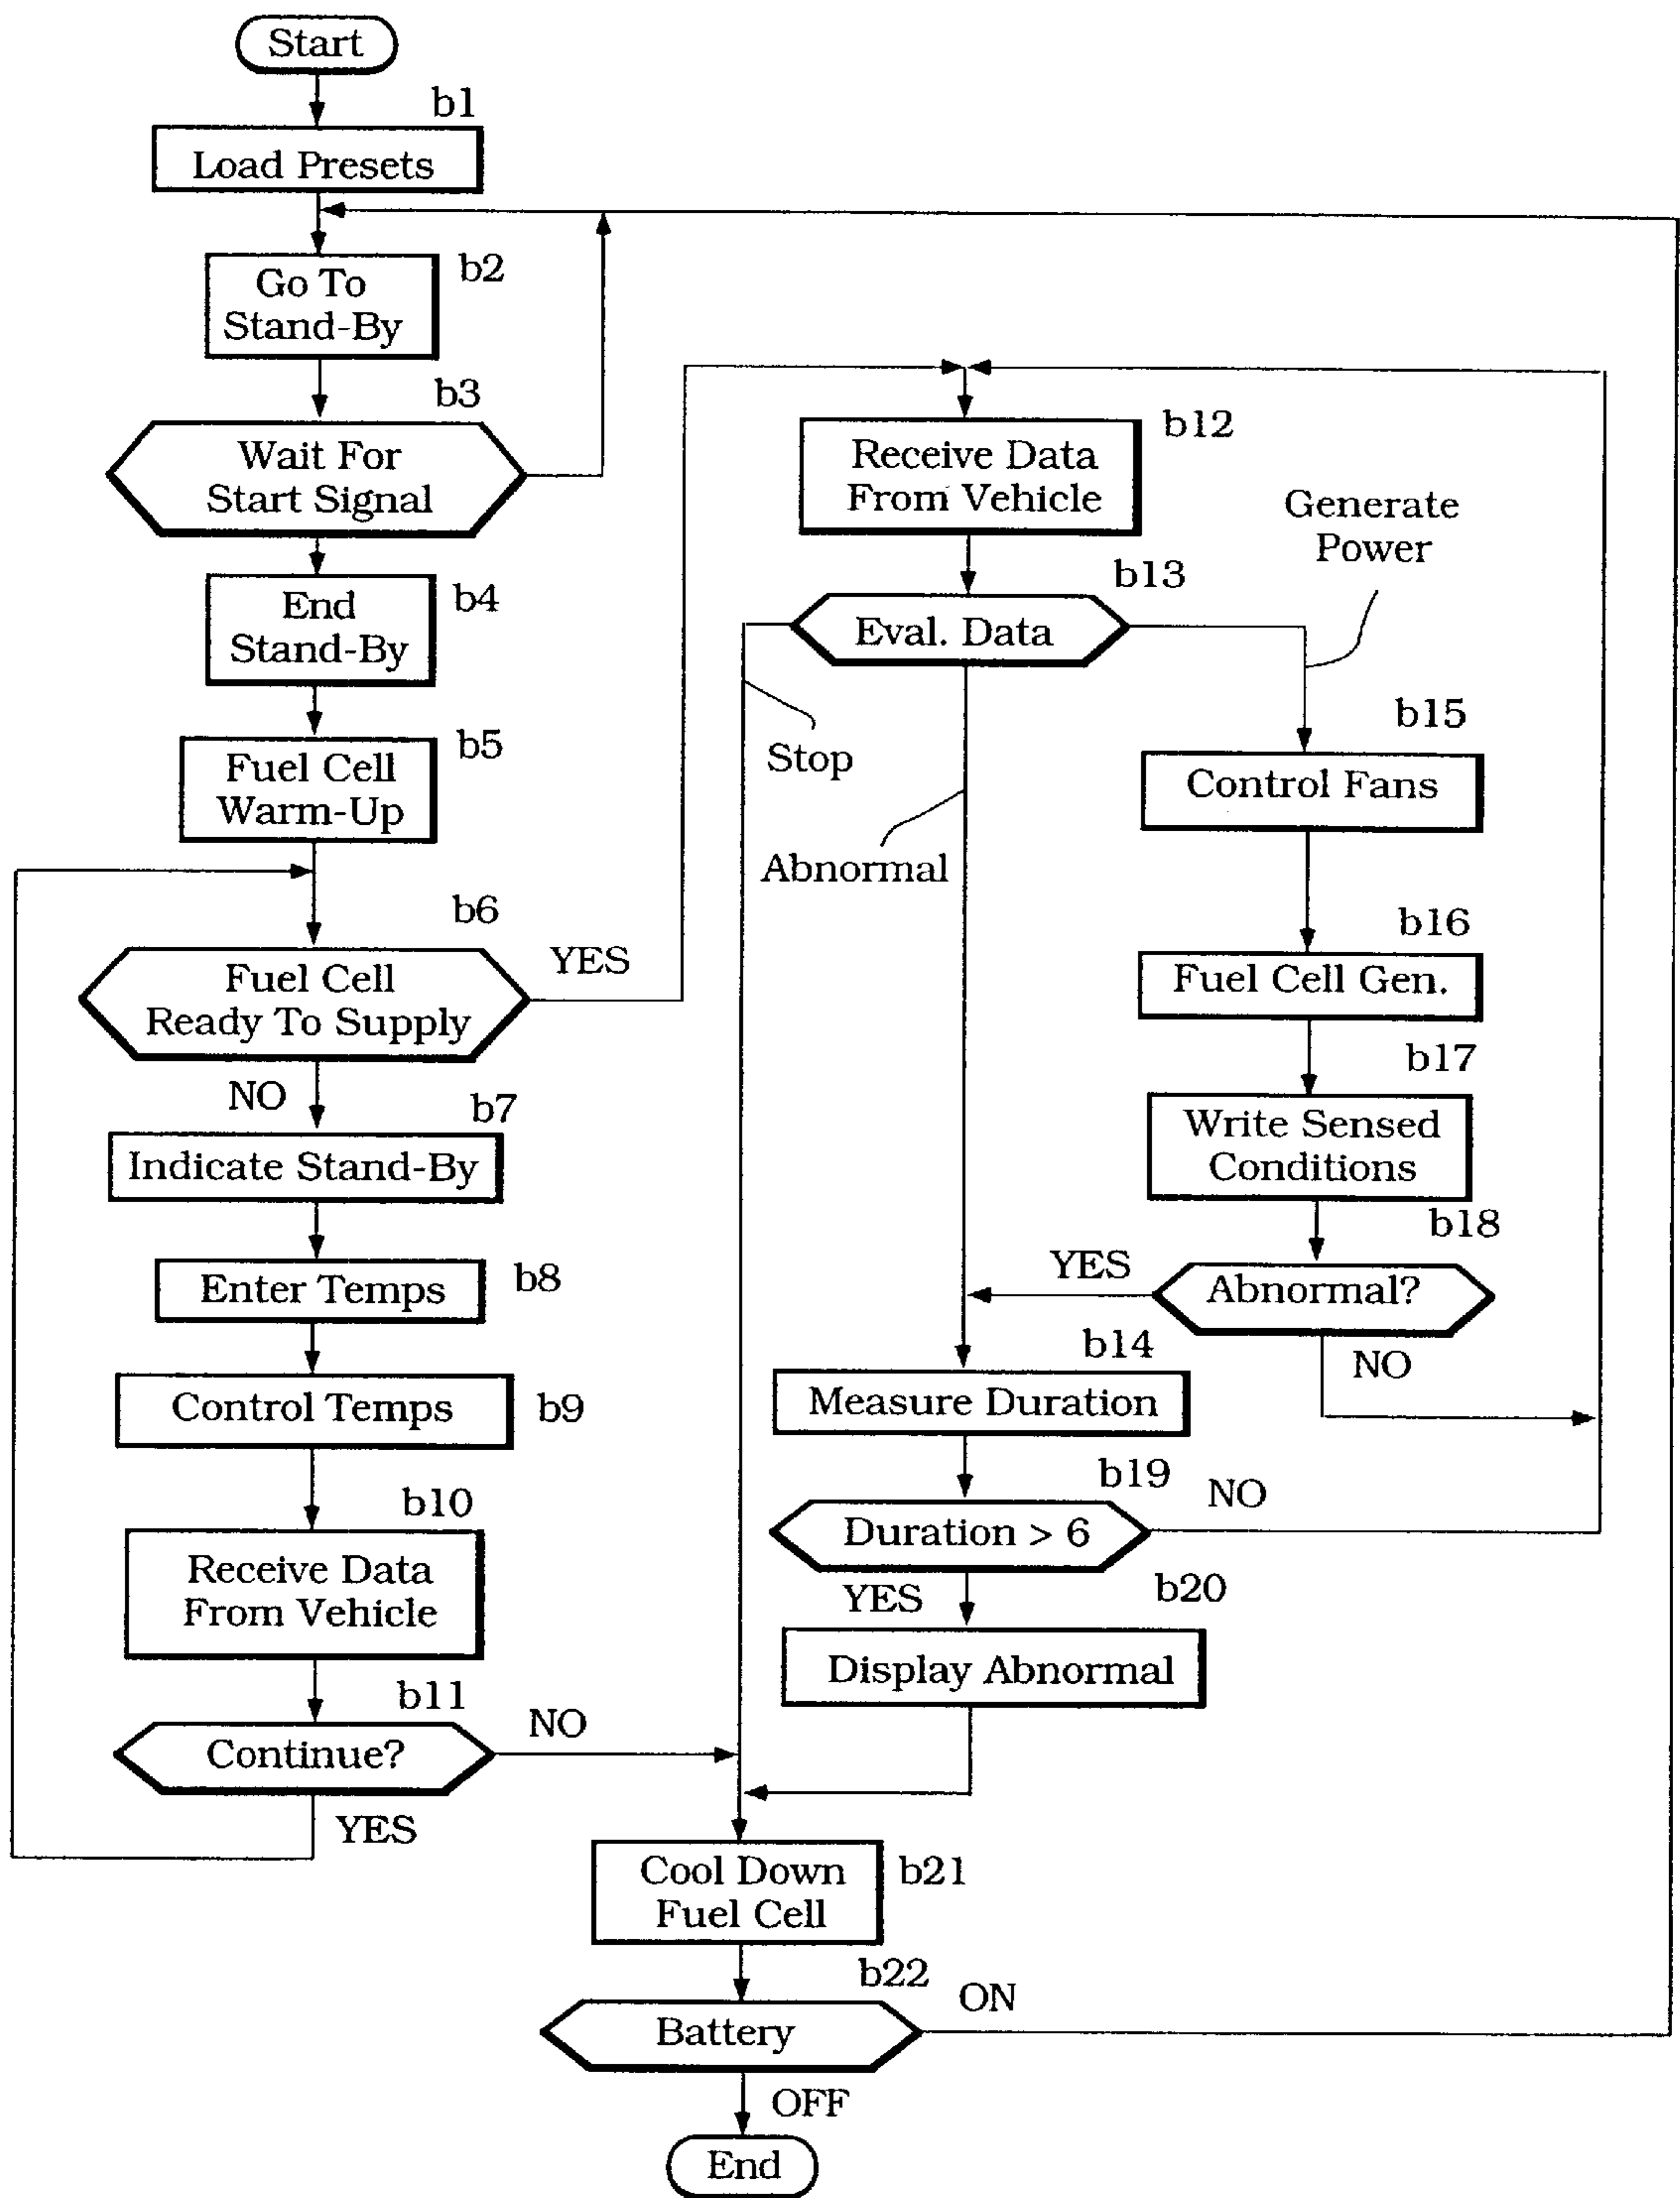 Start
b1
Load Presets
b2
Go To
Stand-By
b3
Wait For
Start Signal
b4
End
Stand-By
b5
Fuel Cell
Warm-Up
b6
Fuel Cell
Ready To Supply
YES
NO
b7
Indicate Stand-By
b8
Enter Temps
b9
Control Temps
b10
Receive Data
From Vehicle
b11
Continue?
NO
YES
b12
Receive Data
From Vehicle
b13
Eval. Data
Generate
Power
Stop
Abnormal
b15
Control Fans
b16
Fuel Cell Gen.
b17
Write Sensed
Conditions
b18
Abnormal?
YES
NO
b14
Measure Duration
b19
Duration > 6
NO
YES
b20
Display Abnormal
b21
Cool Down
Fuel Cell
b22
Battery
ON
OFF
End